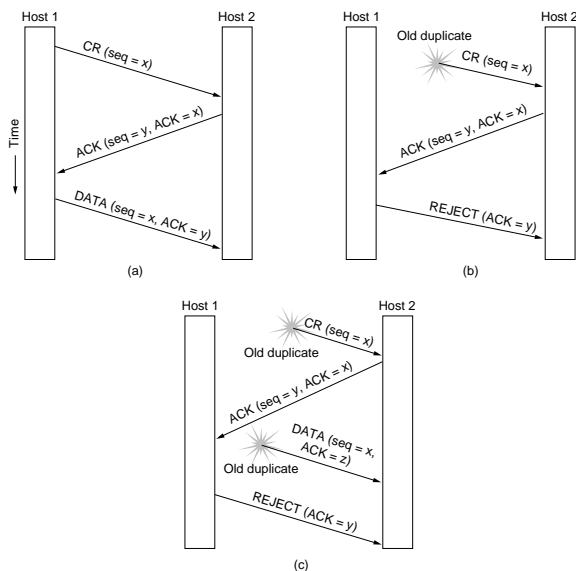 Host 1
Host 2
CR (seq = x)
ACK (seq = y, ACK = x)
DATA (seq = x, ACK = y)
Time
(a)
Host 1
Host 2
Old duplicate
CR (seq = x)
ACK (seq = y, ACK = x)
REJECT (ACK = y)
(b)
Host 1
Host 2
CR (seq = x)
Old duplicate
ACK (seq = y, ACK = x)
DATA (seq = x,
ACK = z)
Old duplicate
REJECT (ACK = y)
(c)